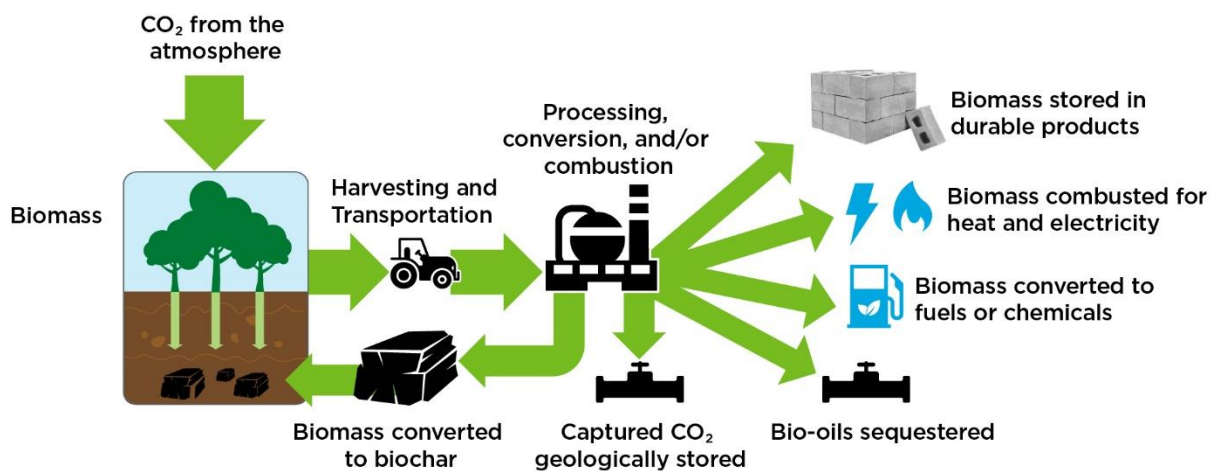 CO₂ from the
atmosphere
Biomass
Harvesting and
Transportation
Processing,
conversion, and/or
combustion
Biomass stored in
durable products
Biomass combusted for
heat and electricity
Biomass converted to
fuels or chemicals
Biomass converted
to biochar
Captured CO₂
geologically stored
Bio-oils sequestered